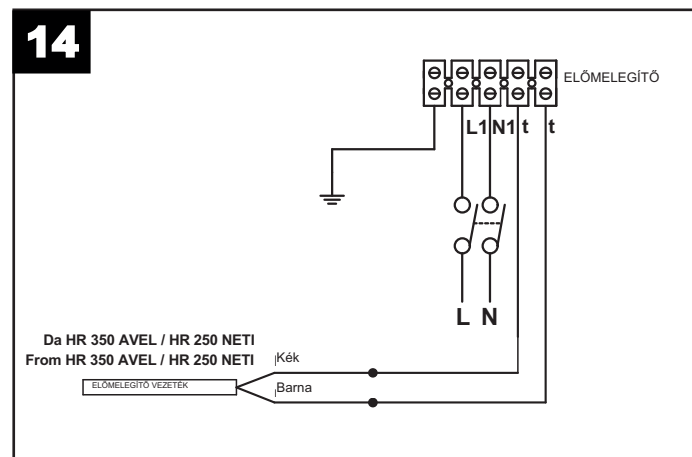 14
ELŐMELEGÍTŐ
L1 N1 t t
L N
Da HR 350 AVEL / HR 250 NETI
From HR 350 AVEL / HR 250 NETI
Kék
ELŐMELEGÍTŐ VEZETÉK
Barna